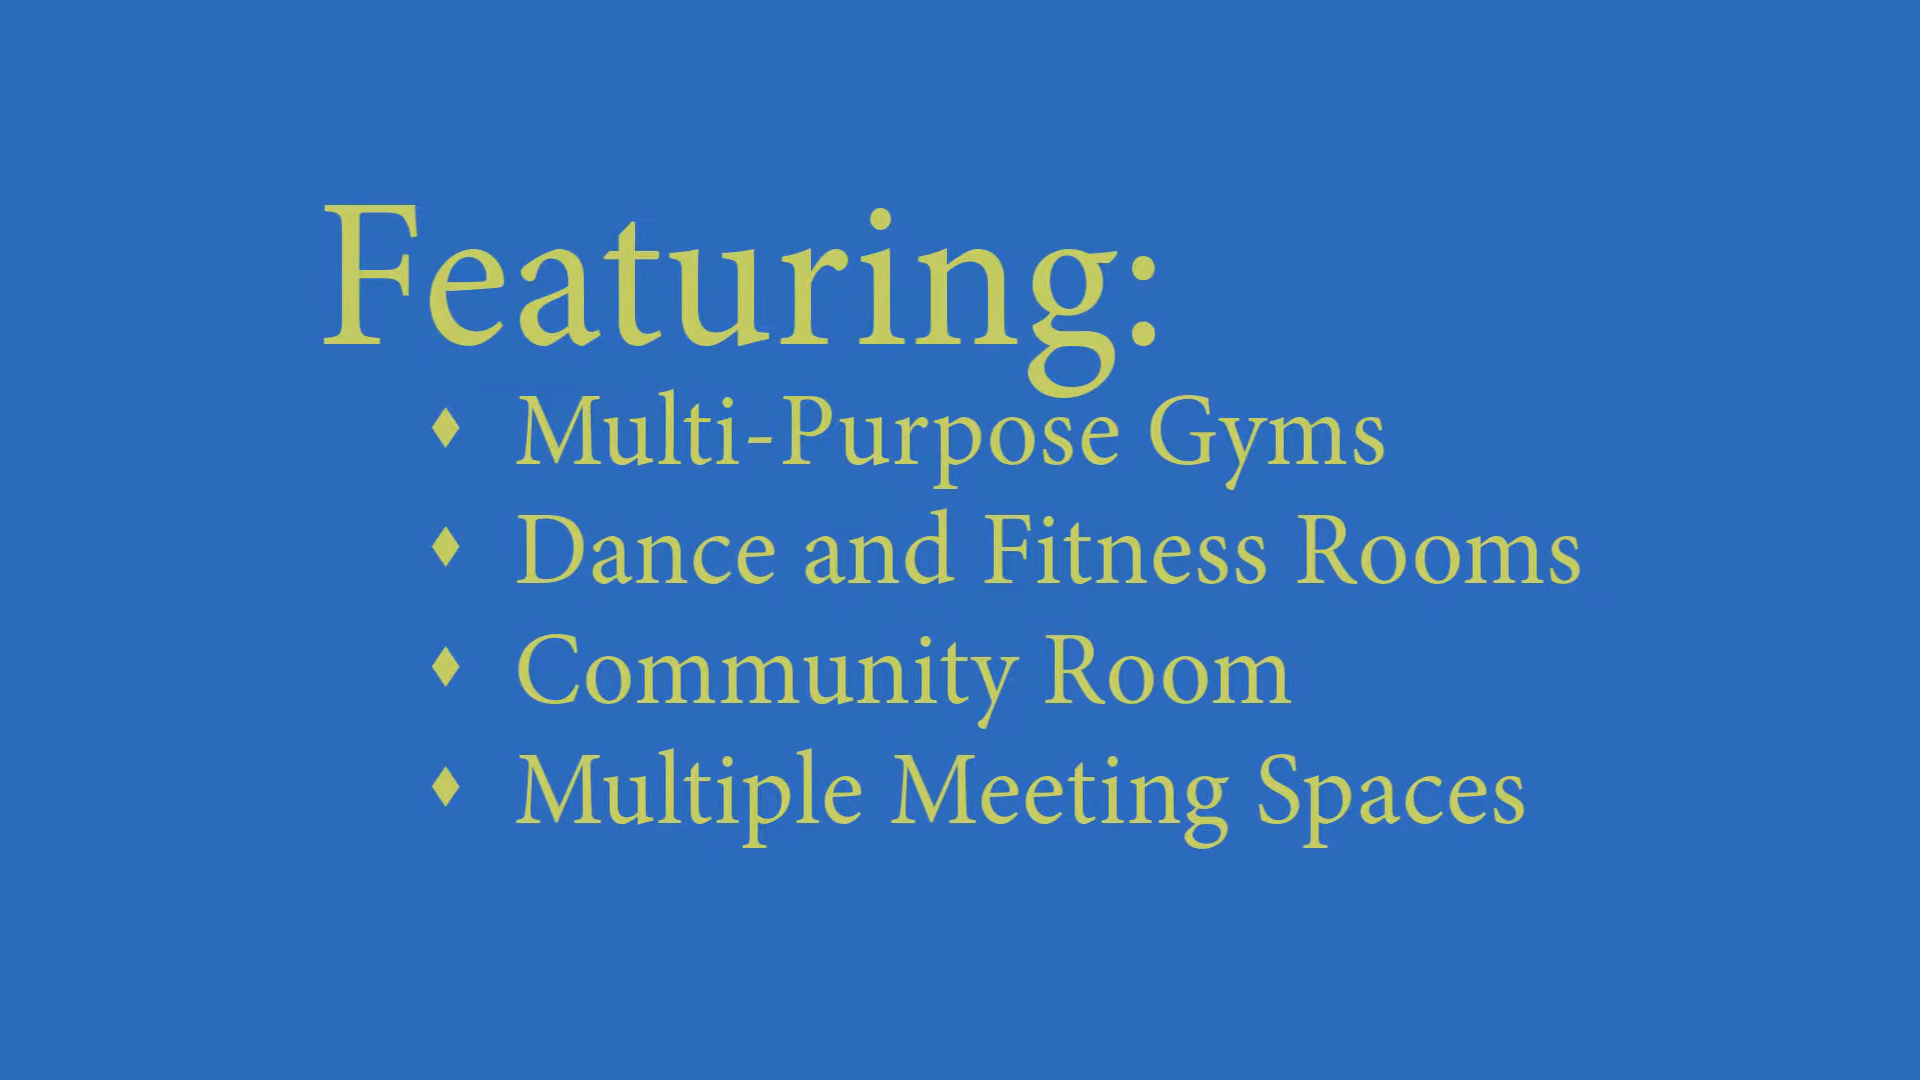 Featuring:
♦ Multi-Purpose Gyms
♦ Dance and Fitness Rooms
♦ Community Room
♦ Multiple Meeting Spaces